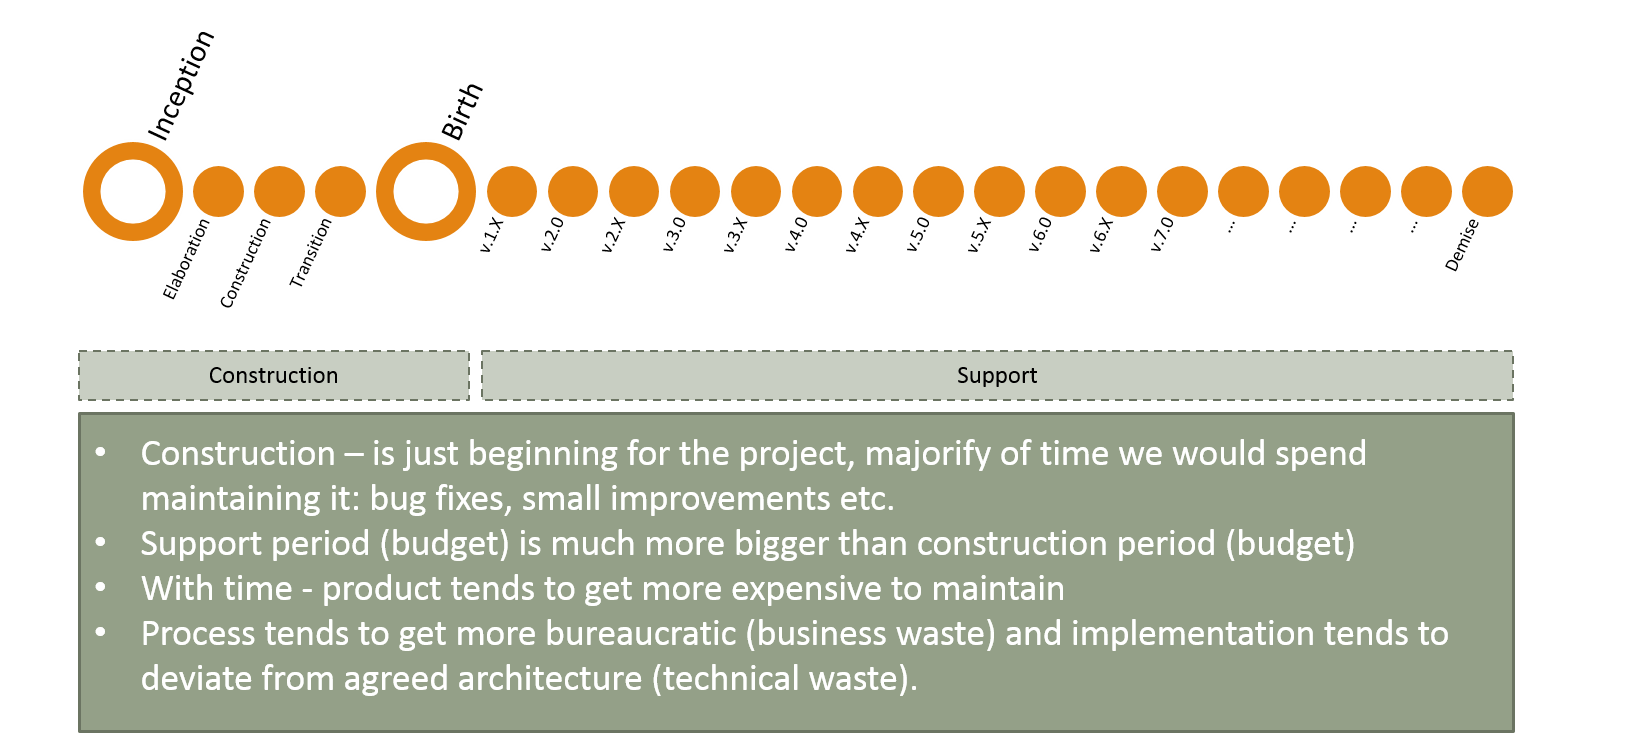 Inception
Birth
Elaboration
Construction
Transition
v.1.X
v.2.0
v.2.X
v.3.0
v.3.X
v.4.0
v.4.X
v.5.0
v.5.X
v.6.0
v.6.X
v.7.0
...
...
...
...
Demise
Construction
Support
• Construction – is just beginning for the project, majorify of time we would spend
maintaining it: bug fixes, small improvements etc.
• Support period (budget) is much more bigger than construction period (budget)
• With time - product tends to get more expensive to maintain
• Process tends to get more bureaucratic (business waste) and implementation tends to
deviate from agreed architecture (technical waste).